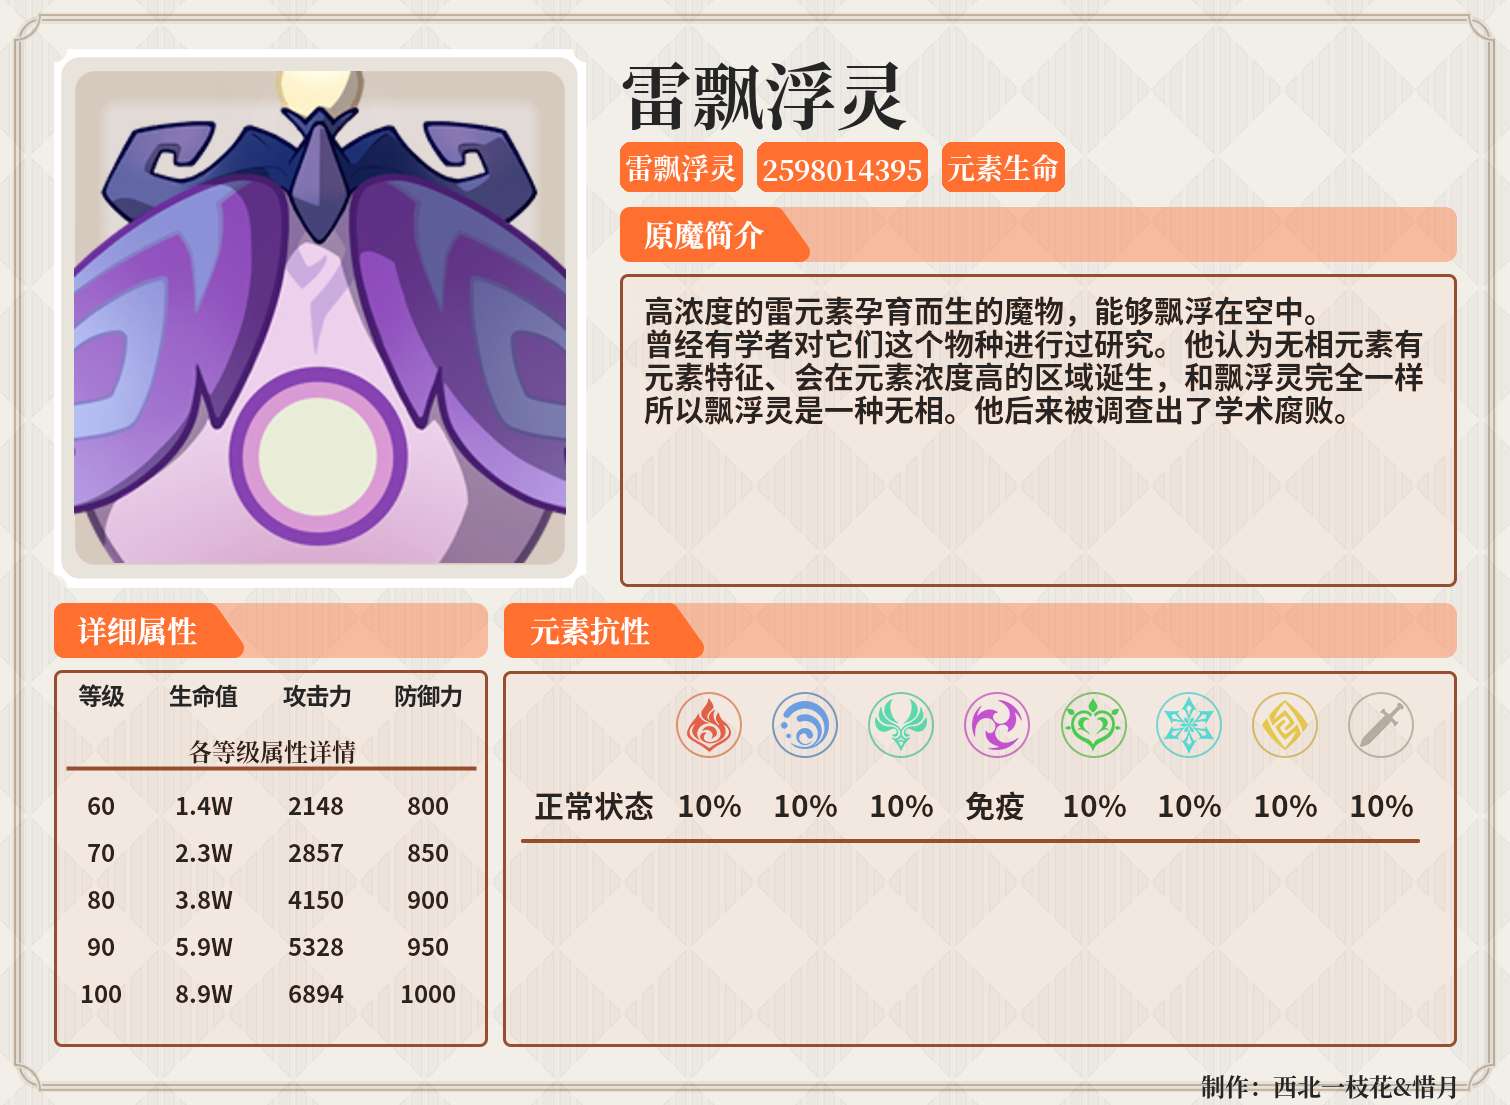 雷飘浮灵
雷飘浮灵 2598014395 元素生命
原魔简介
高浓度的雷元素孕育而生的魔物，能够飘浮在空中。
曾经有学者对它们这个物种进行过研究。他认为无相元素有
元素特征、会在元素浓度高的区域诞生，和飘浮灵完全一样
所以飘浮灵是一种无相。他后来被调查出了学术腐败。
详细属性
等级 生命值 攻击力 防御力
各等级属性详情
60 1.4W 2148 800
70 2.3W 2857 850
80 3.8W 4150 900
90 5.9W 5328 950
100 8.9W 6894 1000
元素抗性
正常状态 10% 10% 10% 免疫 10% 10% 10% 10%
制作：西北一枝花&惜月